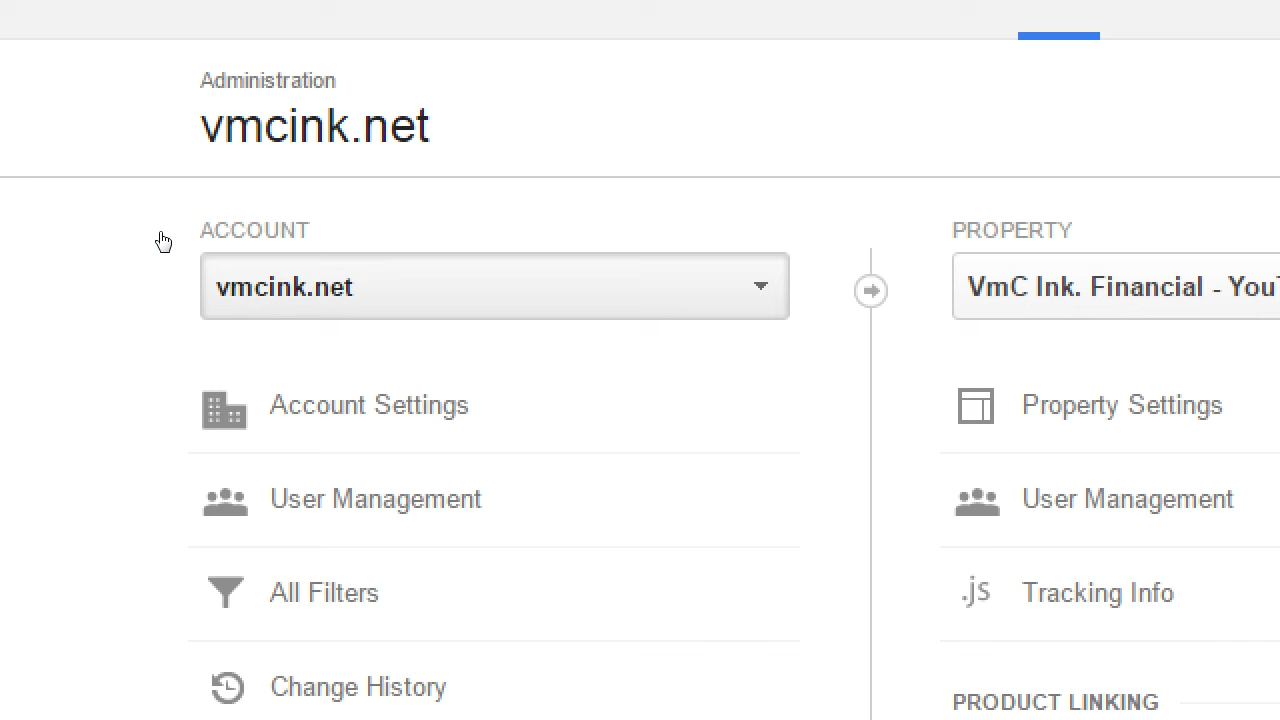 Administration
vmcink.net
ACCOUNT
vmcink.net
Account Settings
User Management
All Filters
Change History
PROPERTY
VmC Ink. Financial - You
Property Settings
User Management
.js Tracking Info
PRODUCT LINKING